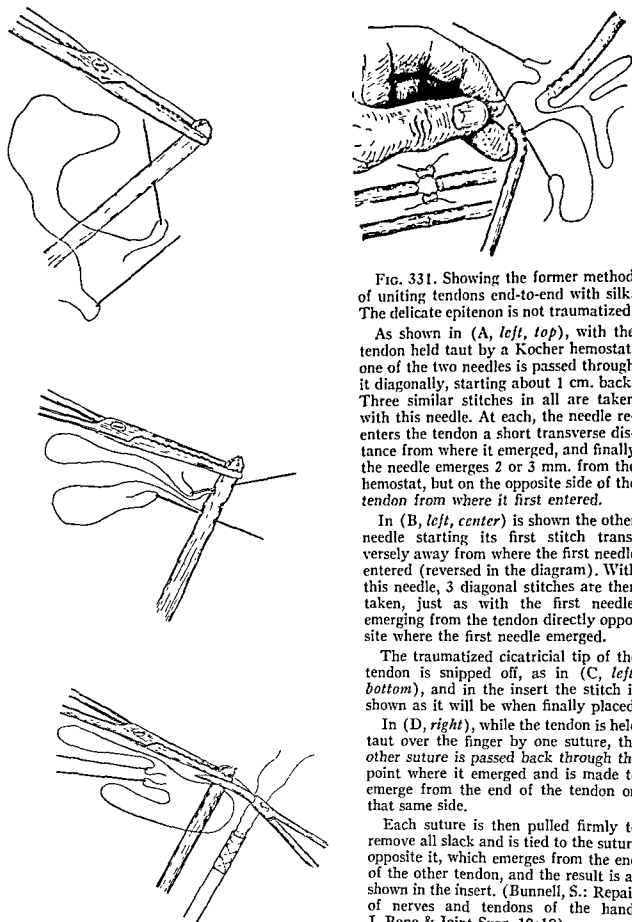 FIG. 331. Showing the former method
of uniting tendons end-to-end with silk.
The delicate epitenon is not traumatized.
As shown in (A, left, top), with the
tendon held taut by a Kocher hemostat,
one of the two needles is passed through
it diagonally, starting about 1 cm. back.
Three similar stitches in all are taken
with this needle. At each, the needle re-
enters the tendon a short transverse dis-
tance from where it emerged, and finally
the needle emerges 2 or 3 mm. from the
hemostat, but on the opposite side of the
tendon from where it first entered.
In (B, left, center) is shown the other
needle starting its first stitch trans-
versely away from where the first needle
entered (reversed in the diagram). With
this needle, 3 diagonal stitches are then
taken, just as with the first needle,
emerging from the tendon directly oppo-
site where the first needle emerged.
The traumatized cicatricial tip of the
tendon is snipped off, as in (C, left,
bottom), and in the insert the stitch is
shown as it will be when finally placed.
In (D, right), while the tendon is held
taut over the finger by one suture, the
other suture is passed back through the
point where it emerged and is made to
emerge from the end of the tendon on
that same side.
Each suture is then pulled firmly to
remove all slack and is tied to the suture
opposite it, which emerges from the end
of the other tendon, and the result is as
shown in the insert. (Bunnell, S.: Repair
of nerves and tendons of the hand,
J. Bone & Joint Surg. 10: